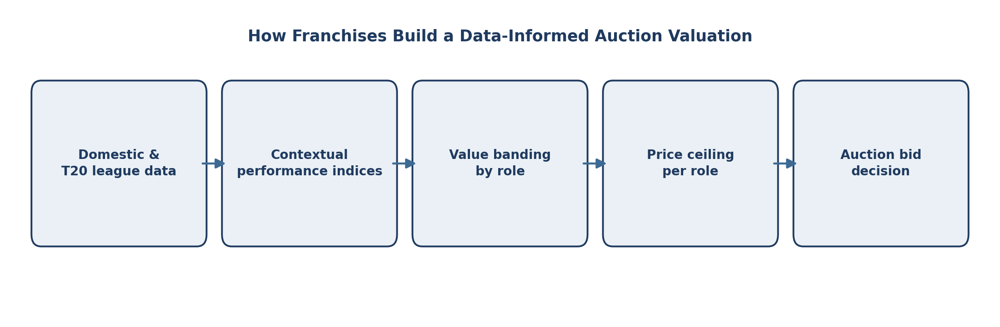 How Franchises Build a Data-Informed Auction Valuation
Domestic &
T20 league data
Contextual
performance indices
Value banding
by role
Price ceiling
per role
Auction bid
decision